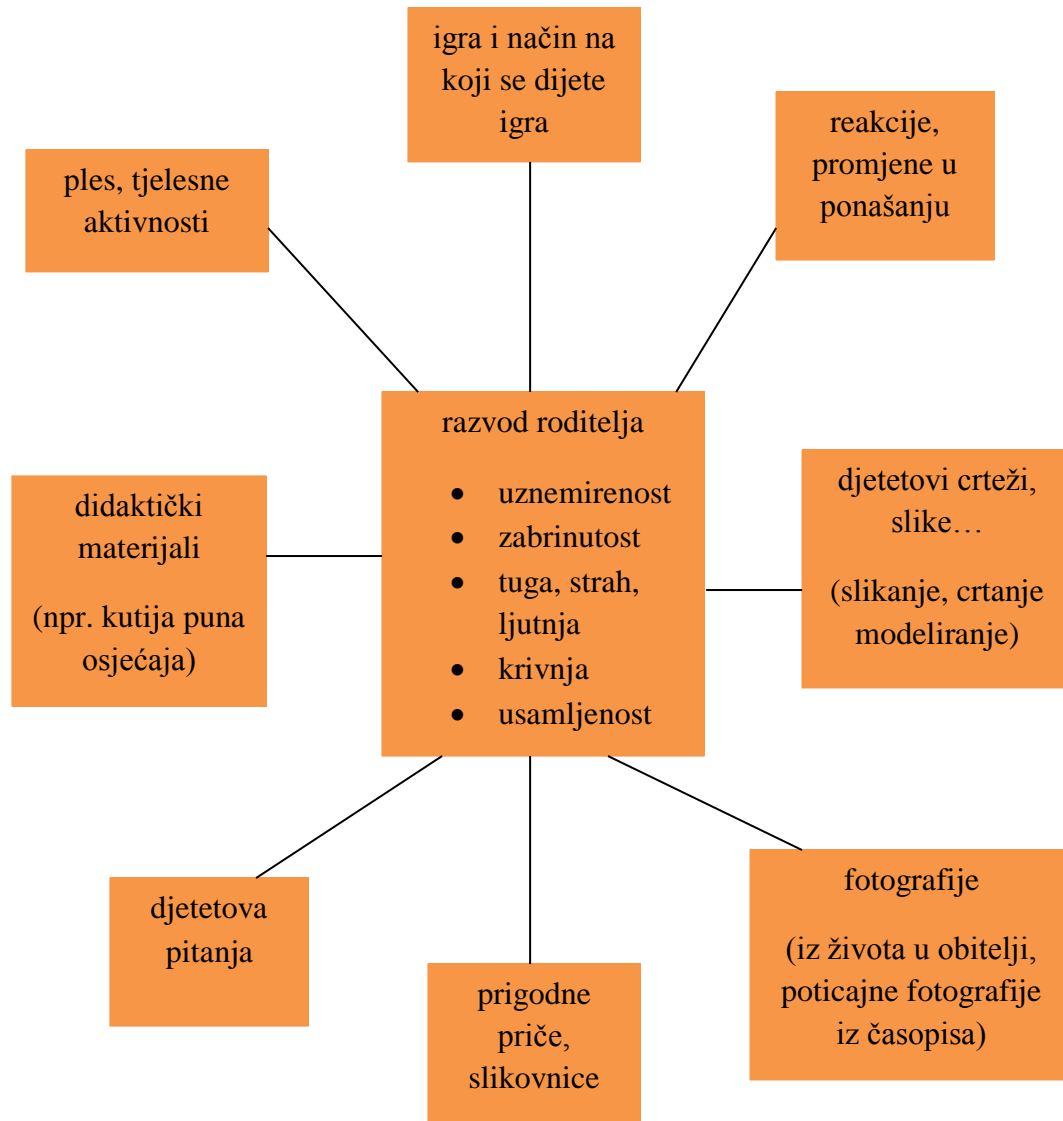 igra i način na
koji se dijete
igra
reakcije,
promjene u
ponašanju
ples, tjelesne
aktivnosti
razvod roditelja
• uznemirenost
• zabrinutost
• tuga, strah,
ljutnja
• krivnja
• usamljenost
didaktički
materijali
(npr. kutija puna
osjećaja)
djetetovi crteži,
slike…
(slikanje, crtanje
modeliranje)
djetetova
pitanja
prigodne
priče,
slikovnice
fotografije
(iz života u obitelji,
poticajne fotografije
iz časopisa)